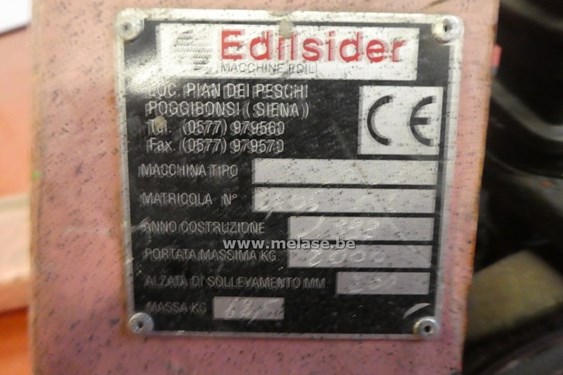 Edilsider
MACCHINE EDILI
LOC. PIAN DEI PESCHI
POGGIBONSI (SIENA)
Tel. (0577) 979560
Fax. (0577) 979570
CE
MACCHINA TIPO
MATRICOLA N°
ANNO COSTRUZIONE
www.melase.be
PORTATA MASSIMA KG.
ALZATA DI SOLLEVAMENTO MM
MASSA KG